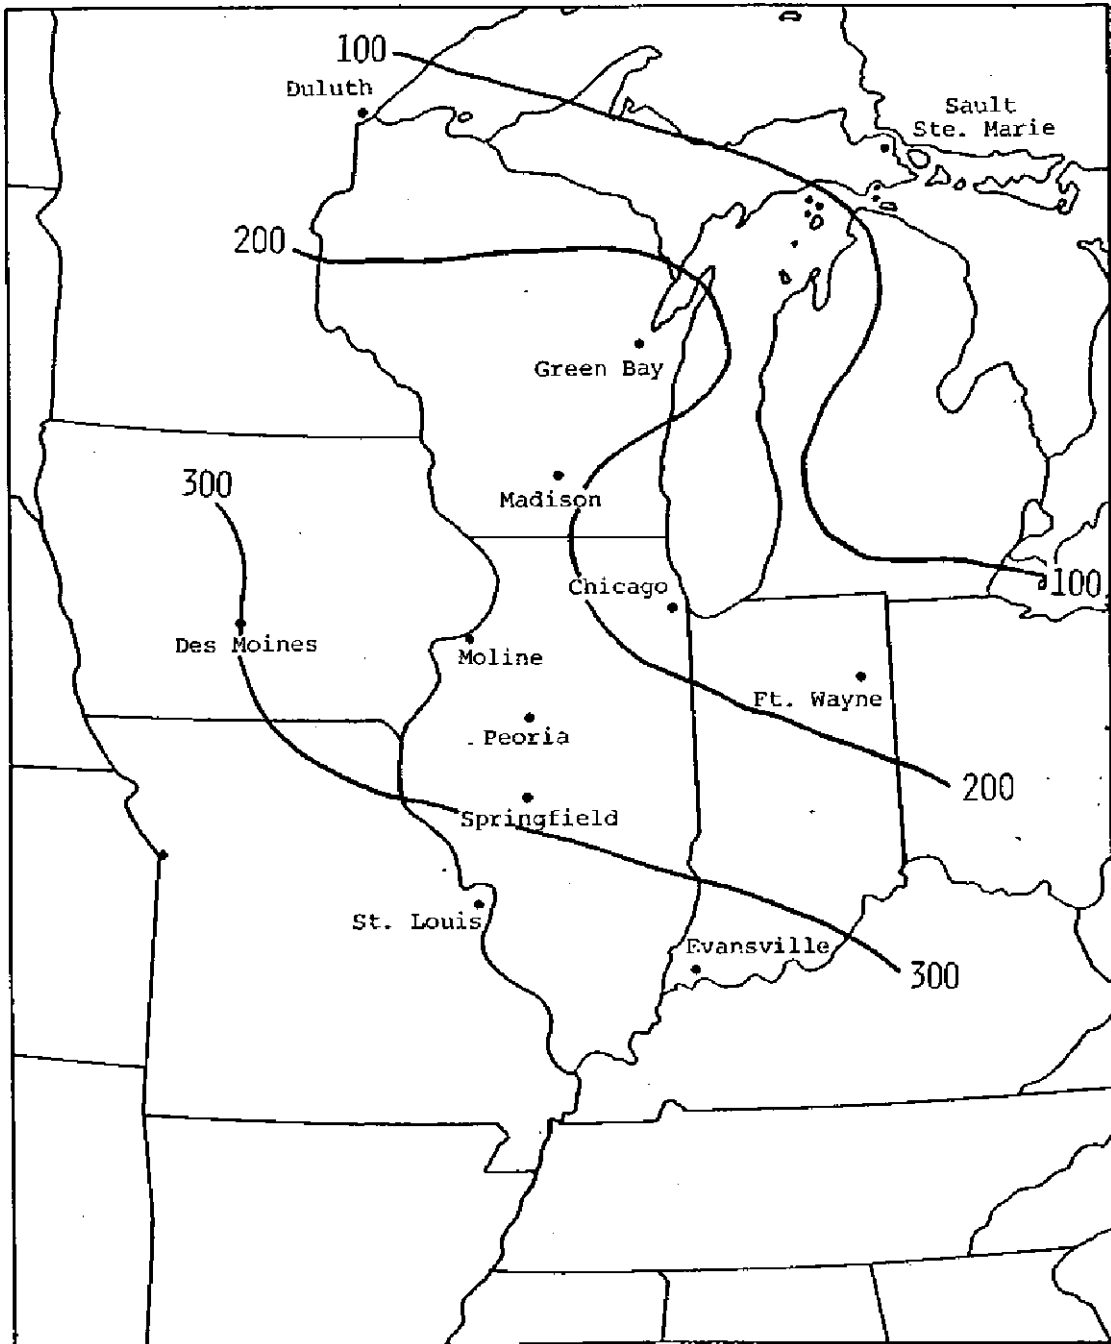 100
Duluth
Sault
Ste. Marie
200
Green Bay
300
Madison
Chicago
100
Des Moines
Moline
Ft. Wayne
Peoria
200
Springfield
St. Louis
Evansville
300